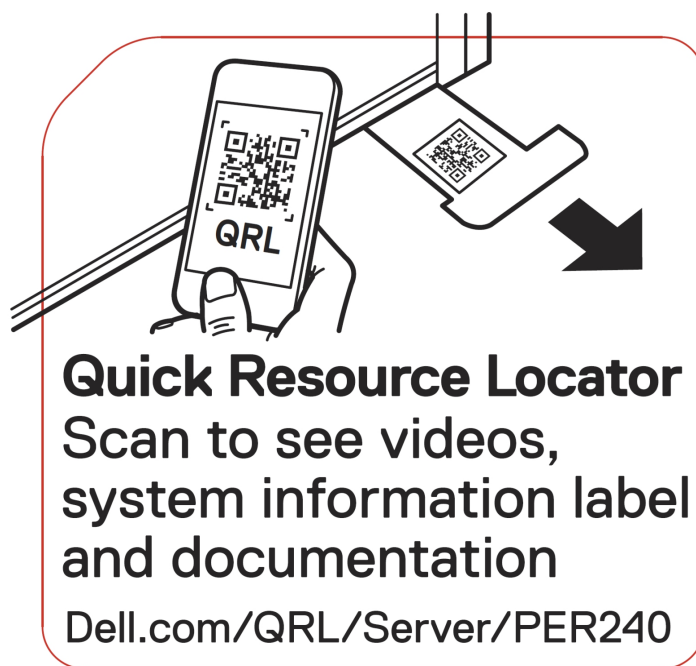 QRL
Quick Resource Locator
Scan to see videos,
system information label
and documentation
Dell.com/QRL/Server/PER240